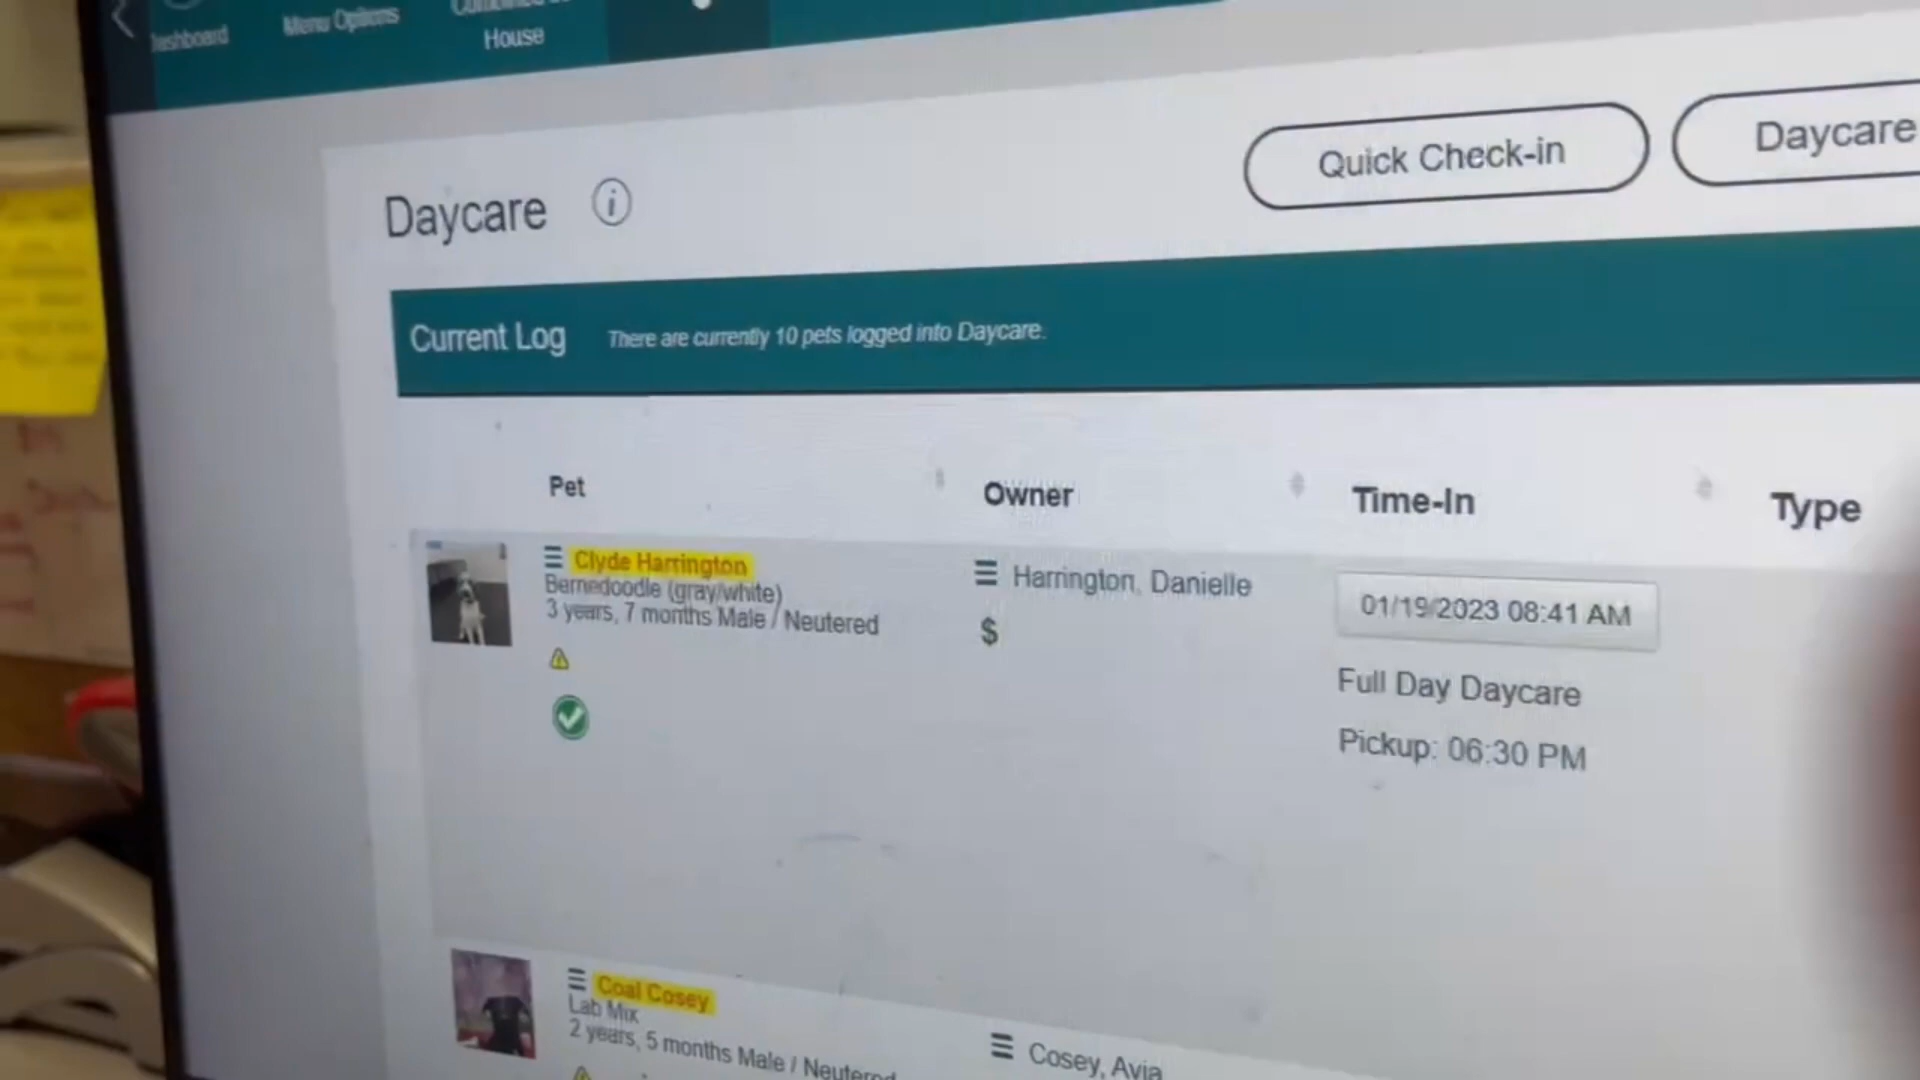 Dashboard
Menu Options
Combined
House
Quick Check-in
Daycare
Daycare
Current Log
There are currently 10 pets logged into Daycare.
Pet
Owner
Time-In
Type
Clyde Harrington
Bernedoodle (gray/white)
3 years, 7 months Male / Neutered
Harrington, Danielle
$
01/19/2023 08:41 AM
Full Day Daycare
Pickup: 06:30 PM
Coal Cosey
Lab Mix
2 years, 5 months Male / Neutered
Cosey, Avia